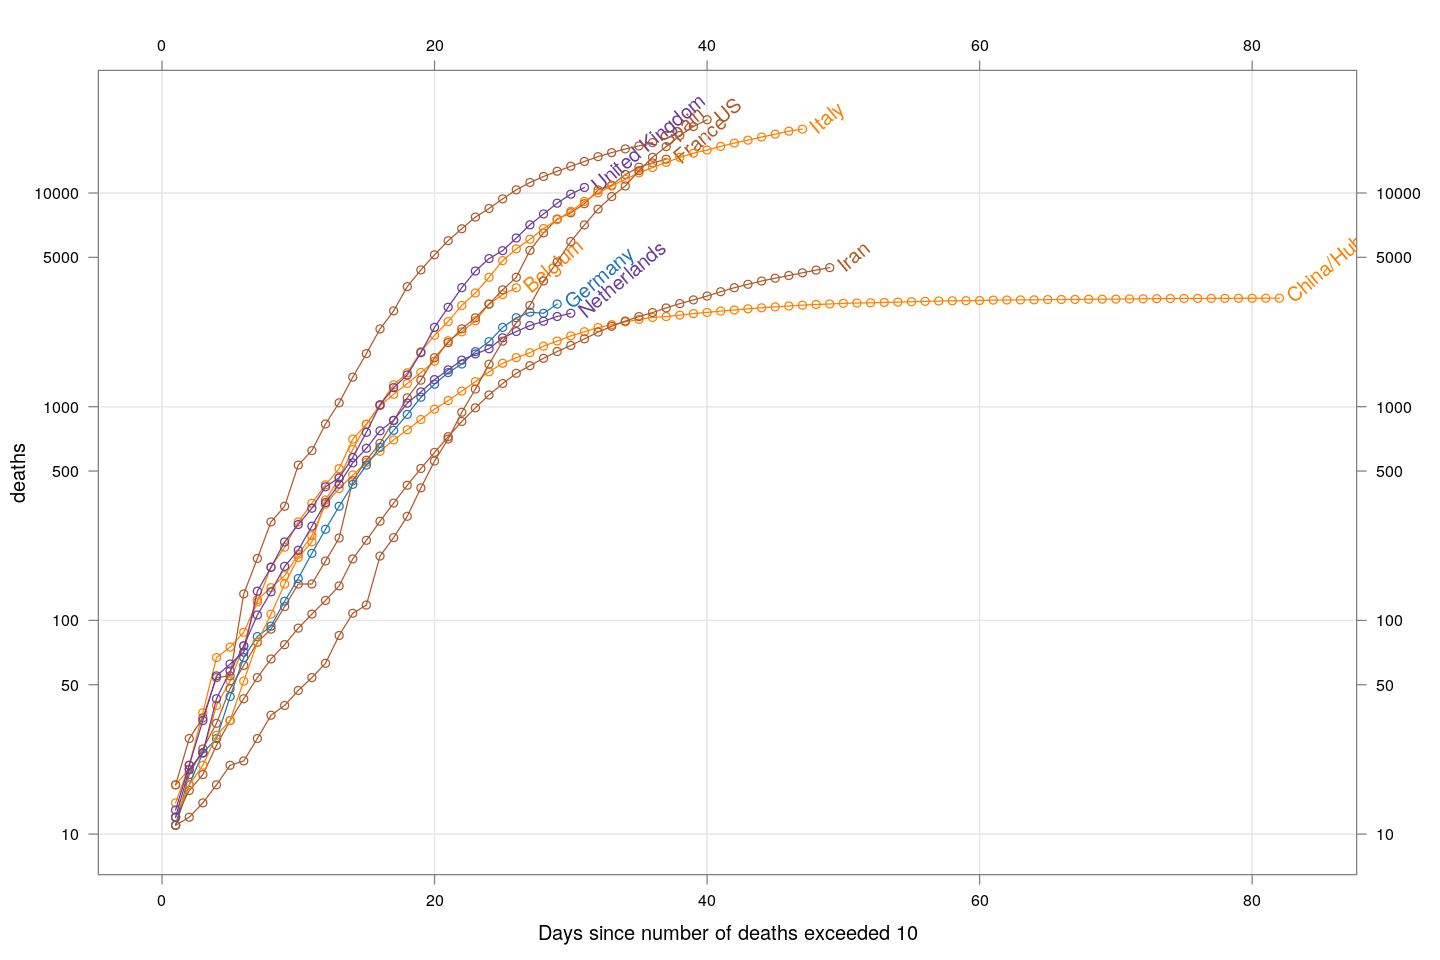 0 20 40 60 80
United Kingdom
Spain
US
Italy
France
10000 10000
5000 5000
Belgium
Germany
Netherlands
Iran
China/Hub
1000 1000
500 500
100 100
50 50
10 10
deaths
0 20 40 60 80
Days since number of deaths exceeded 10